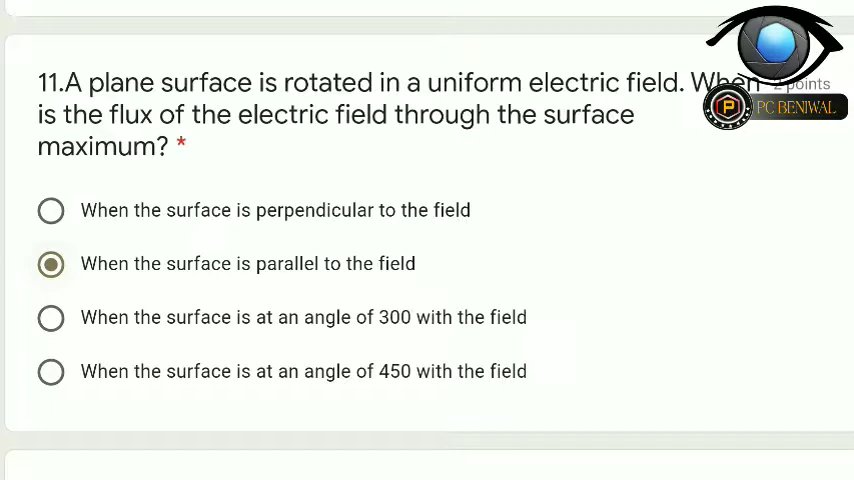 11.A plane surface is rotated in a uniform electric field. When 2 points
is the flux of the electric field through the surface
maximum? *
P PC BENIWAL
When the surface is perpendicular to the field
When the surface is parallel to the field
When the surface is at an angle of 300 with the field
When the surface is at an angle of 450 with the field